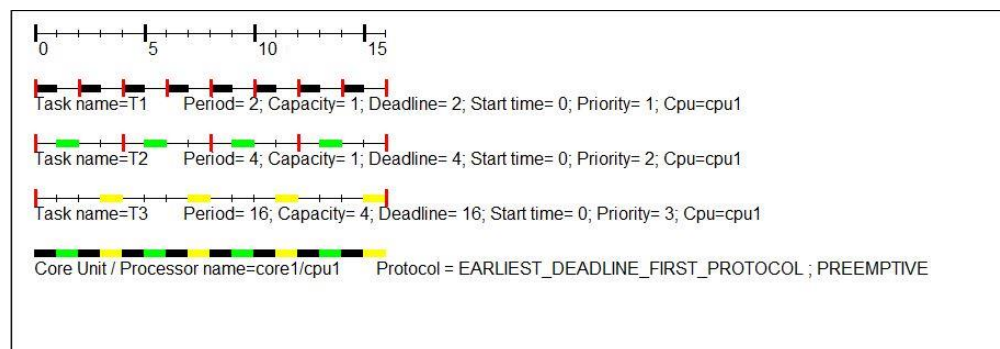 0 5 10 15
Task name=T1 Period= 2; Capacity= 1; Deadline= 2; Start time= 0; Priority= 1; Cpu=cpu1
Task name=T2 Period= 4; Capacity= 1; Deadline= 4; Start time= 0; Priority= 2; Cpu=cpu1
Task name=T3 Period= 16; Capacity= 4; Deadline= 16; Start time= 0; Priority= 3; Cpu=cpu1
Core Unit / Processor name=core1/cpu1 Protocol = EARLIEST_DEADLINE_FIRST_PROTOCOL ; PREEMPTIVE